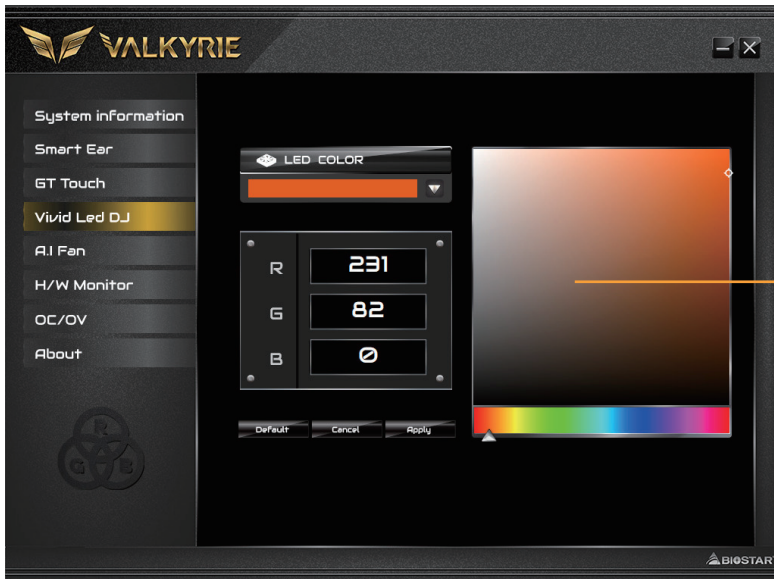 VALKYRIE
System information
Smart Ear
GT Touch
Vivid Led DJ
A.I Fan
H/W Monitor
OC/OV
About
LED COLOR
R 231
G 82
B 0
Default Cancel Apply
R
G B
BIOSTAR